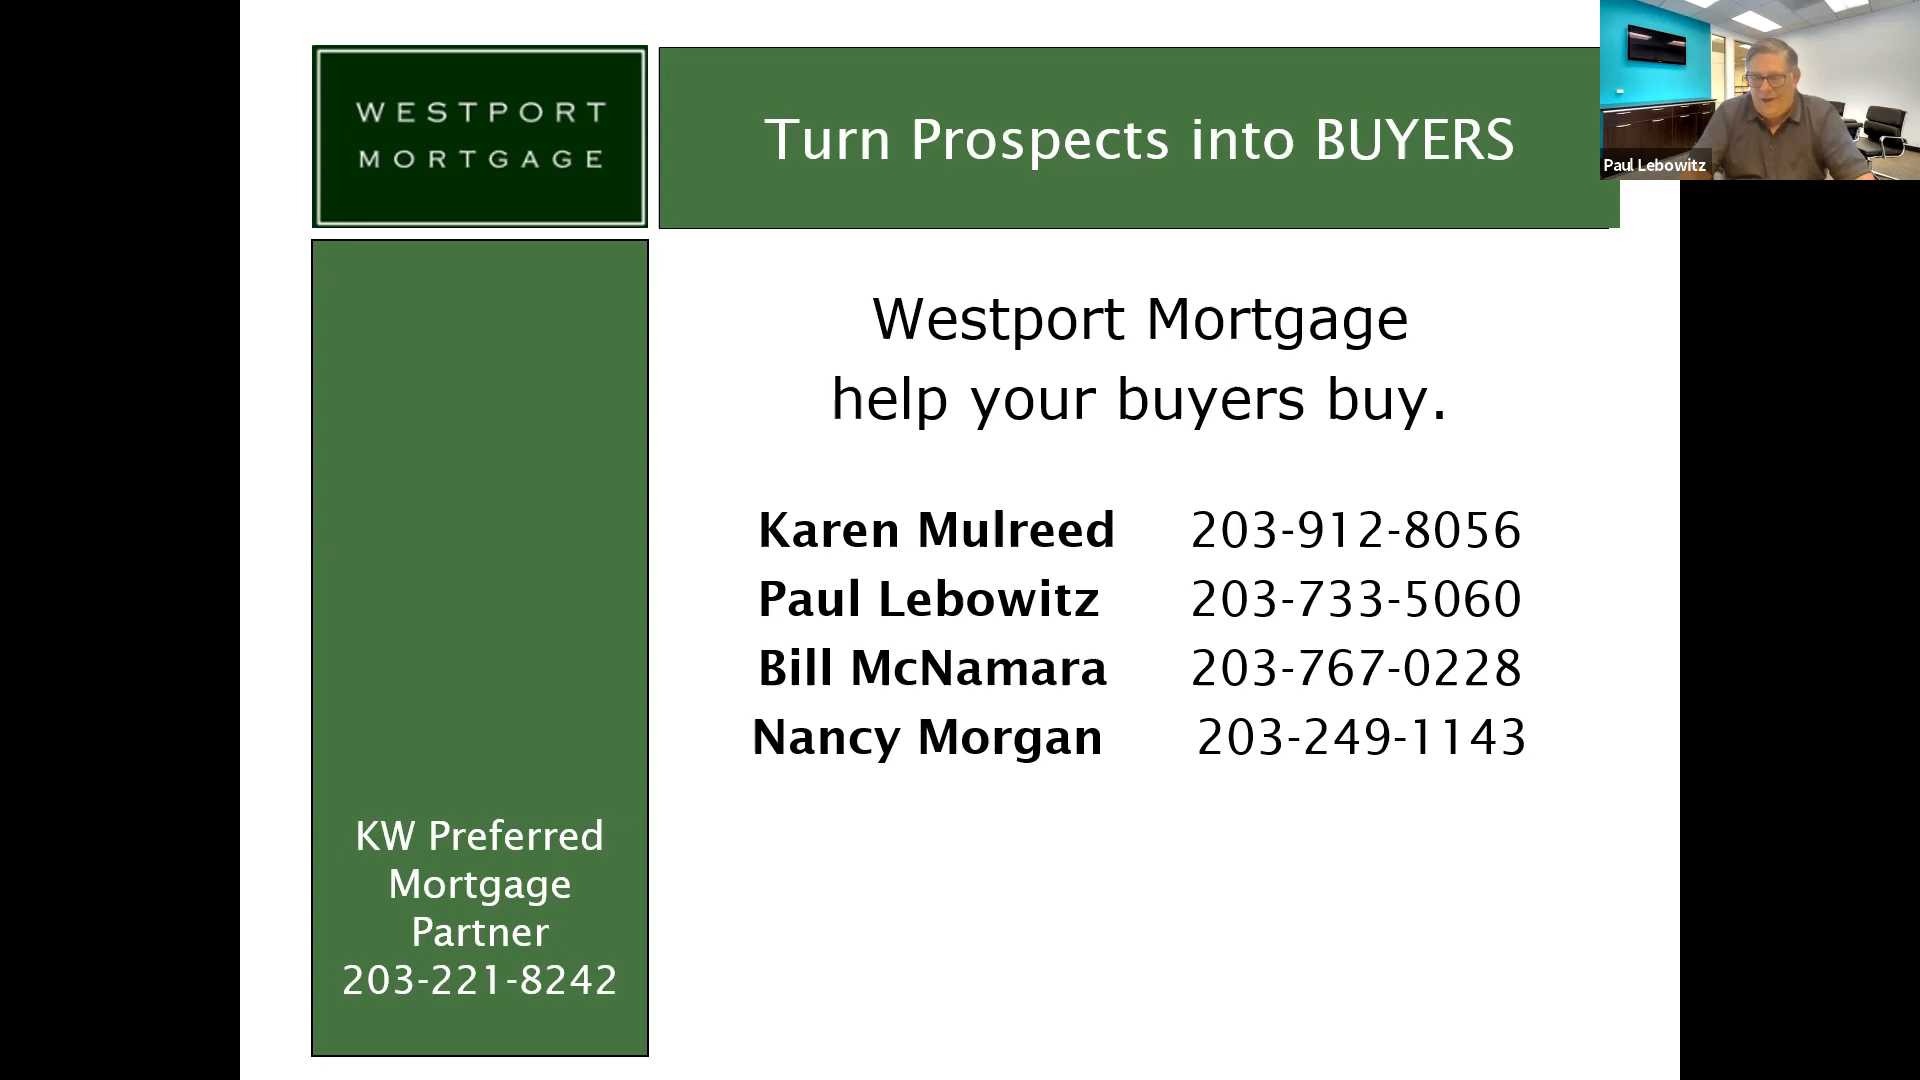 WESTPORT
MORTGAGE
Turn Prospects into BUYERS
Paul Lebowitz
Westport Mortgage
help your buyers buy.
Karen Mulreed 203-912-8056
Paul Lebowitz 203-733-5060
Bill McNamara 203-767-0228
Nancy Morgan 203-249-1143
KW Preferred
Mortgage
Partner
203-221-8242